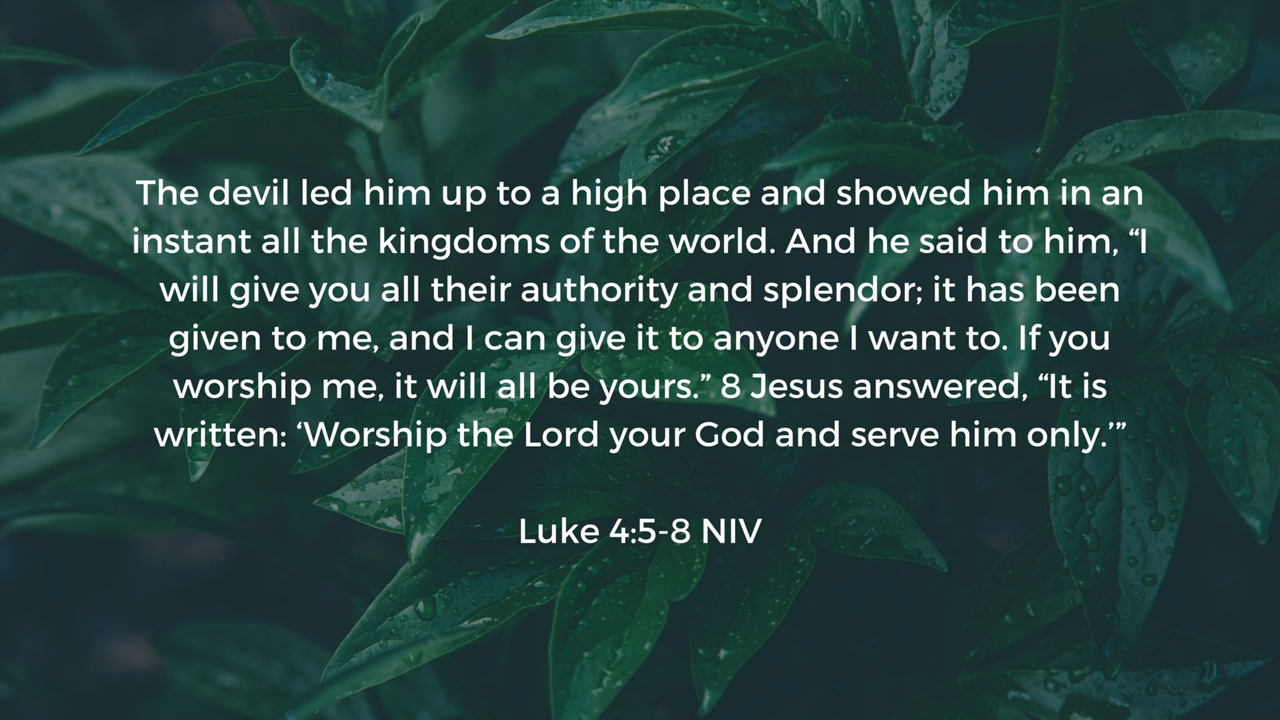 The devil led him up to a high place and showed him in an
instant all the kingdoms of the world. And he said to him, “I
will give you all their authority and splendor; it has been
given to me, and I can give it to anyone I want to. If you
worship me, it will all be yours.” 8 Jesus answered, “It is
written: ‘Worship the Lord your God and serve him only.’”
Luke 4:5-8 NIV